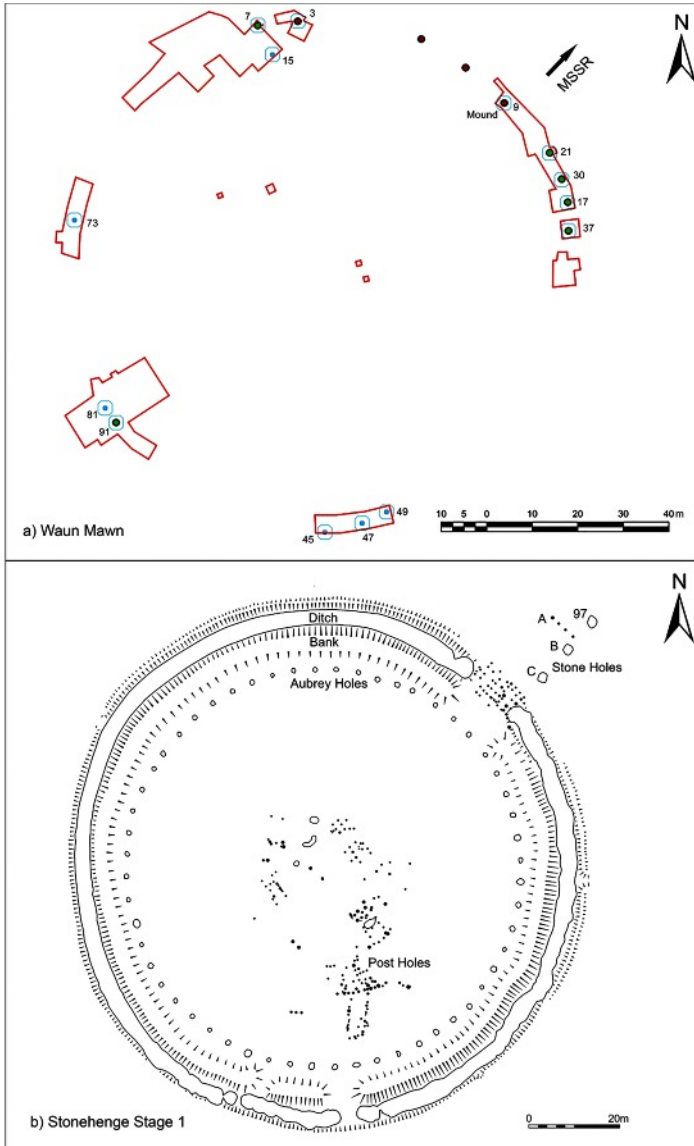 7
3
15
N
MSSR
9
Mound
21
30
17
37
73
81
91
49
45
47
10 5 0 10 20 30 40 m
a) Waun Mawn
N
Ditch
Bank
A
97
B
Aubrey Holes
C
Stone Holes
Post Holes
b) Stonehenge Stage 1
0 20m